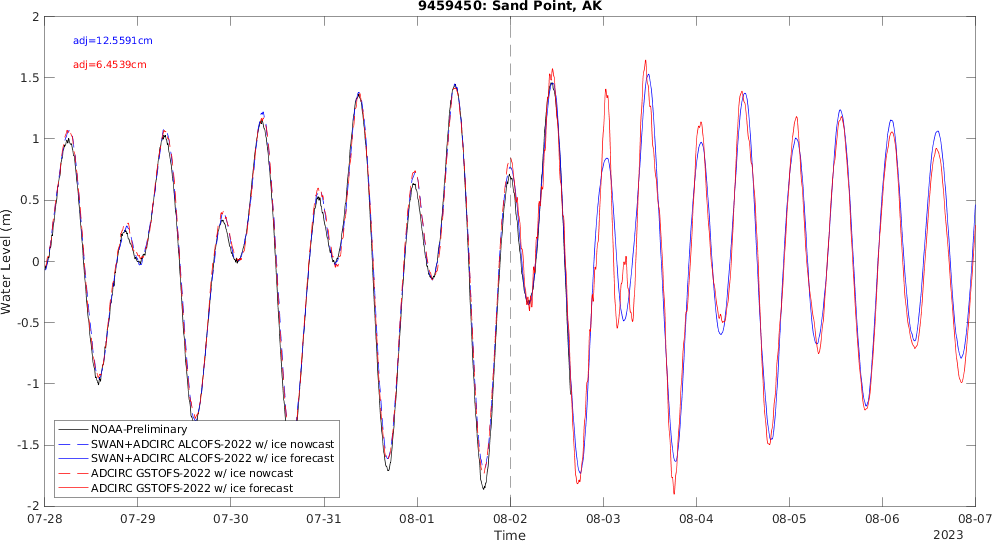 9459450: Sand Point, AK
adj=12.5591cm
adj=6.4539cm
Water Level (m)
2
1.5
1
0.5
0
-0.5
-1
-1.5
-2
NOAA-Preliminary
SWAN+ADCIRC ALCOFS-2022 w/ ice nowcast
SWAN+ADCIRC ALCOFS-2022 w/ ice forecast
ADCIRC GSTOFS-2022 w/ ice nowcast
ADCIRC GSTOFS-2022 w/ ice forecast
07-28 07-29 07-30 07-31 08-01 08-02 08-03 08-04 08-05 08-06 08-07
Time
2023